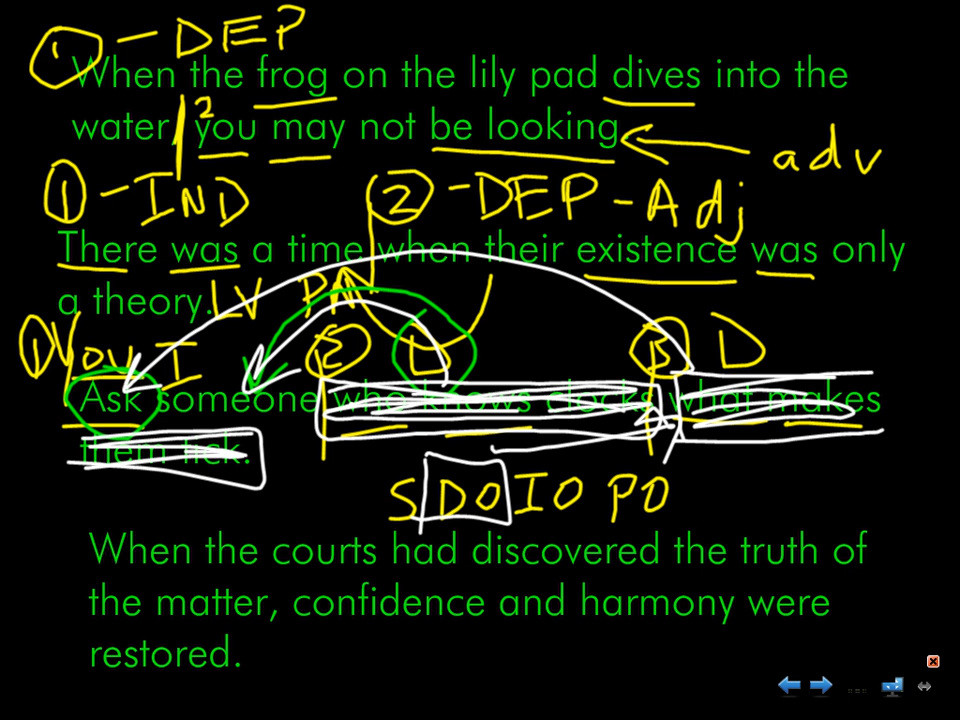 ① - DEP
When the frog on the lily pad dives into the
2
water, you may not be looking.
adv
① - IND ② - DEP - Adj
There was a time when their existence was only
a theory. LV PN
① You I ② D ③ D
Ask someone who knows clocks what makes
them tick.
S DO IO PO
When the courts had discovered the truth of
the matter, confidence and harmony were
restored.